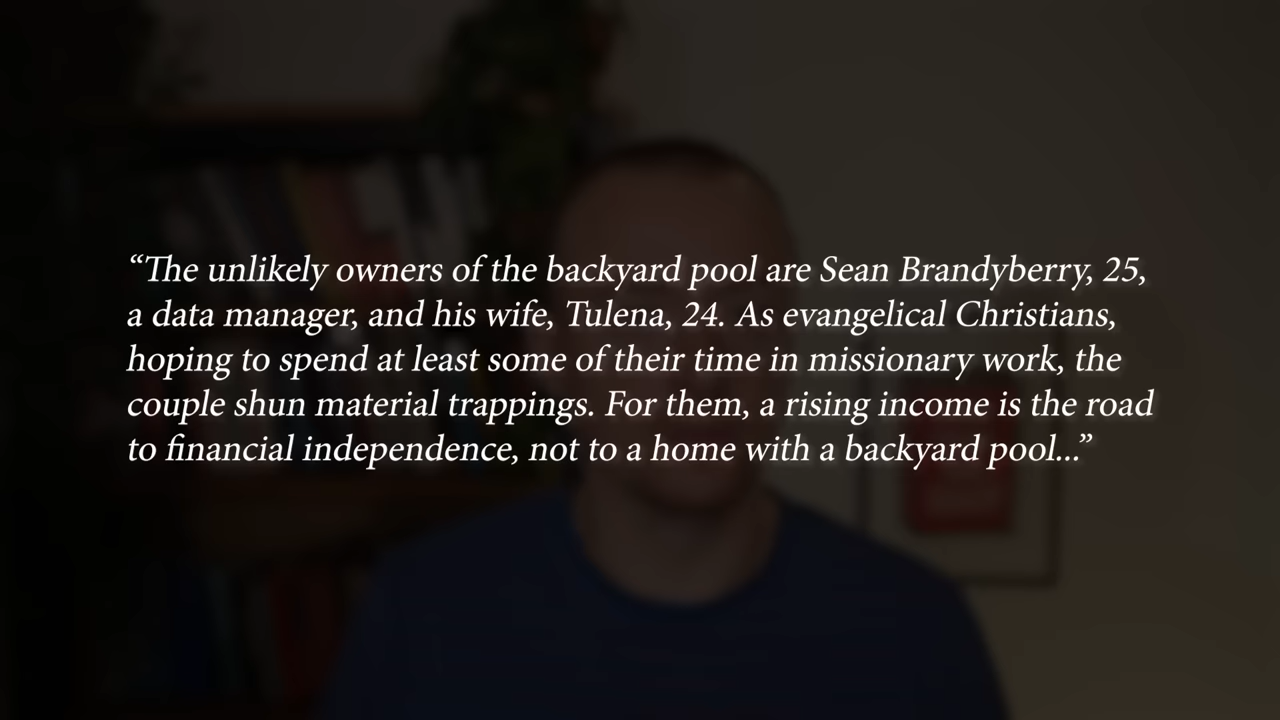 “The unlikely owners of the backyard pool are Sean Brandyberry, 25,
a data manager, and his wife, Tulena, 24. As evangelical Christians,
hoping to spend at least some of their time in missionary work, the
couple shun material trappings. For them, a rising income is the road
to financial independence, not to a home with a backyard pool...”